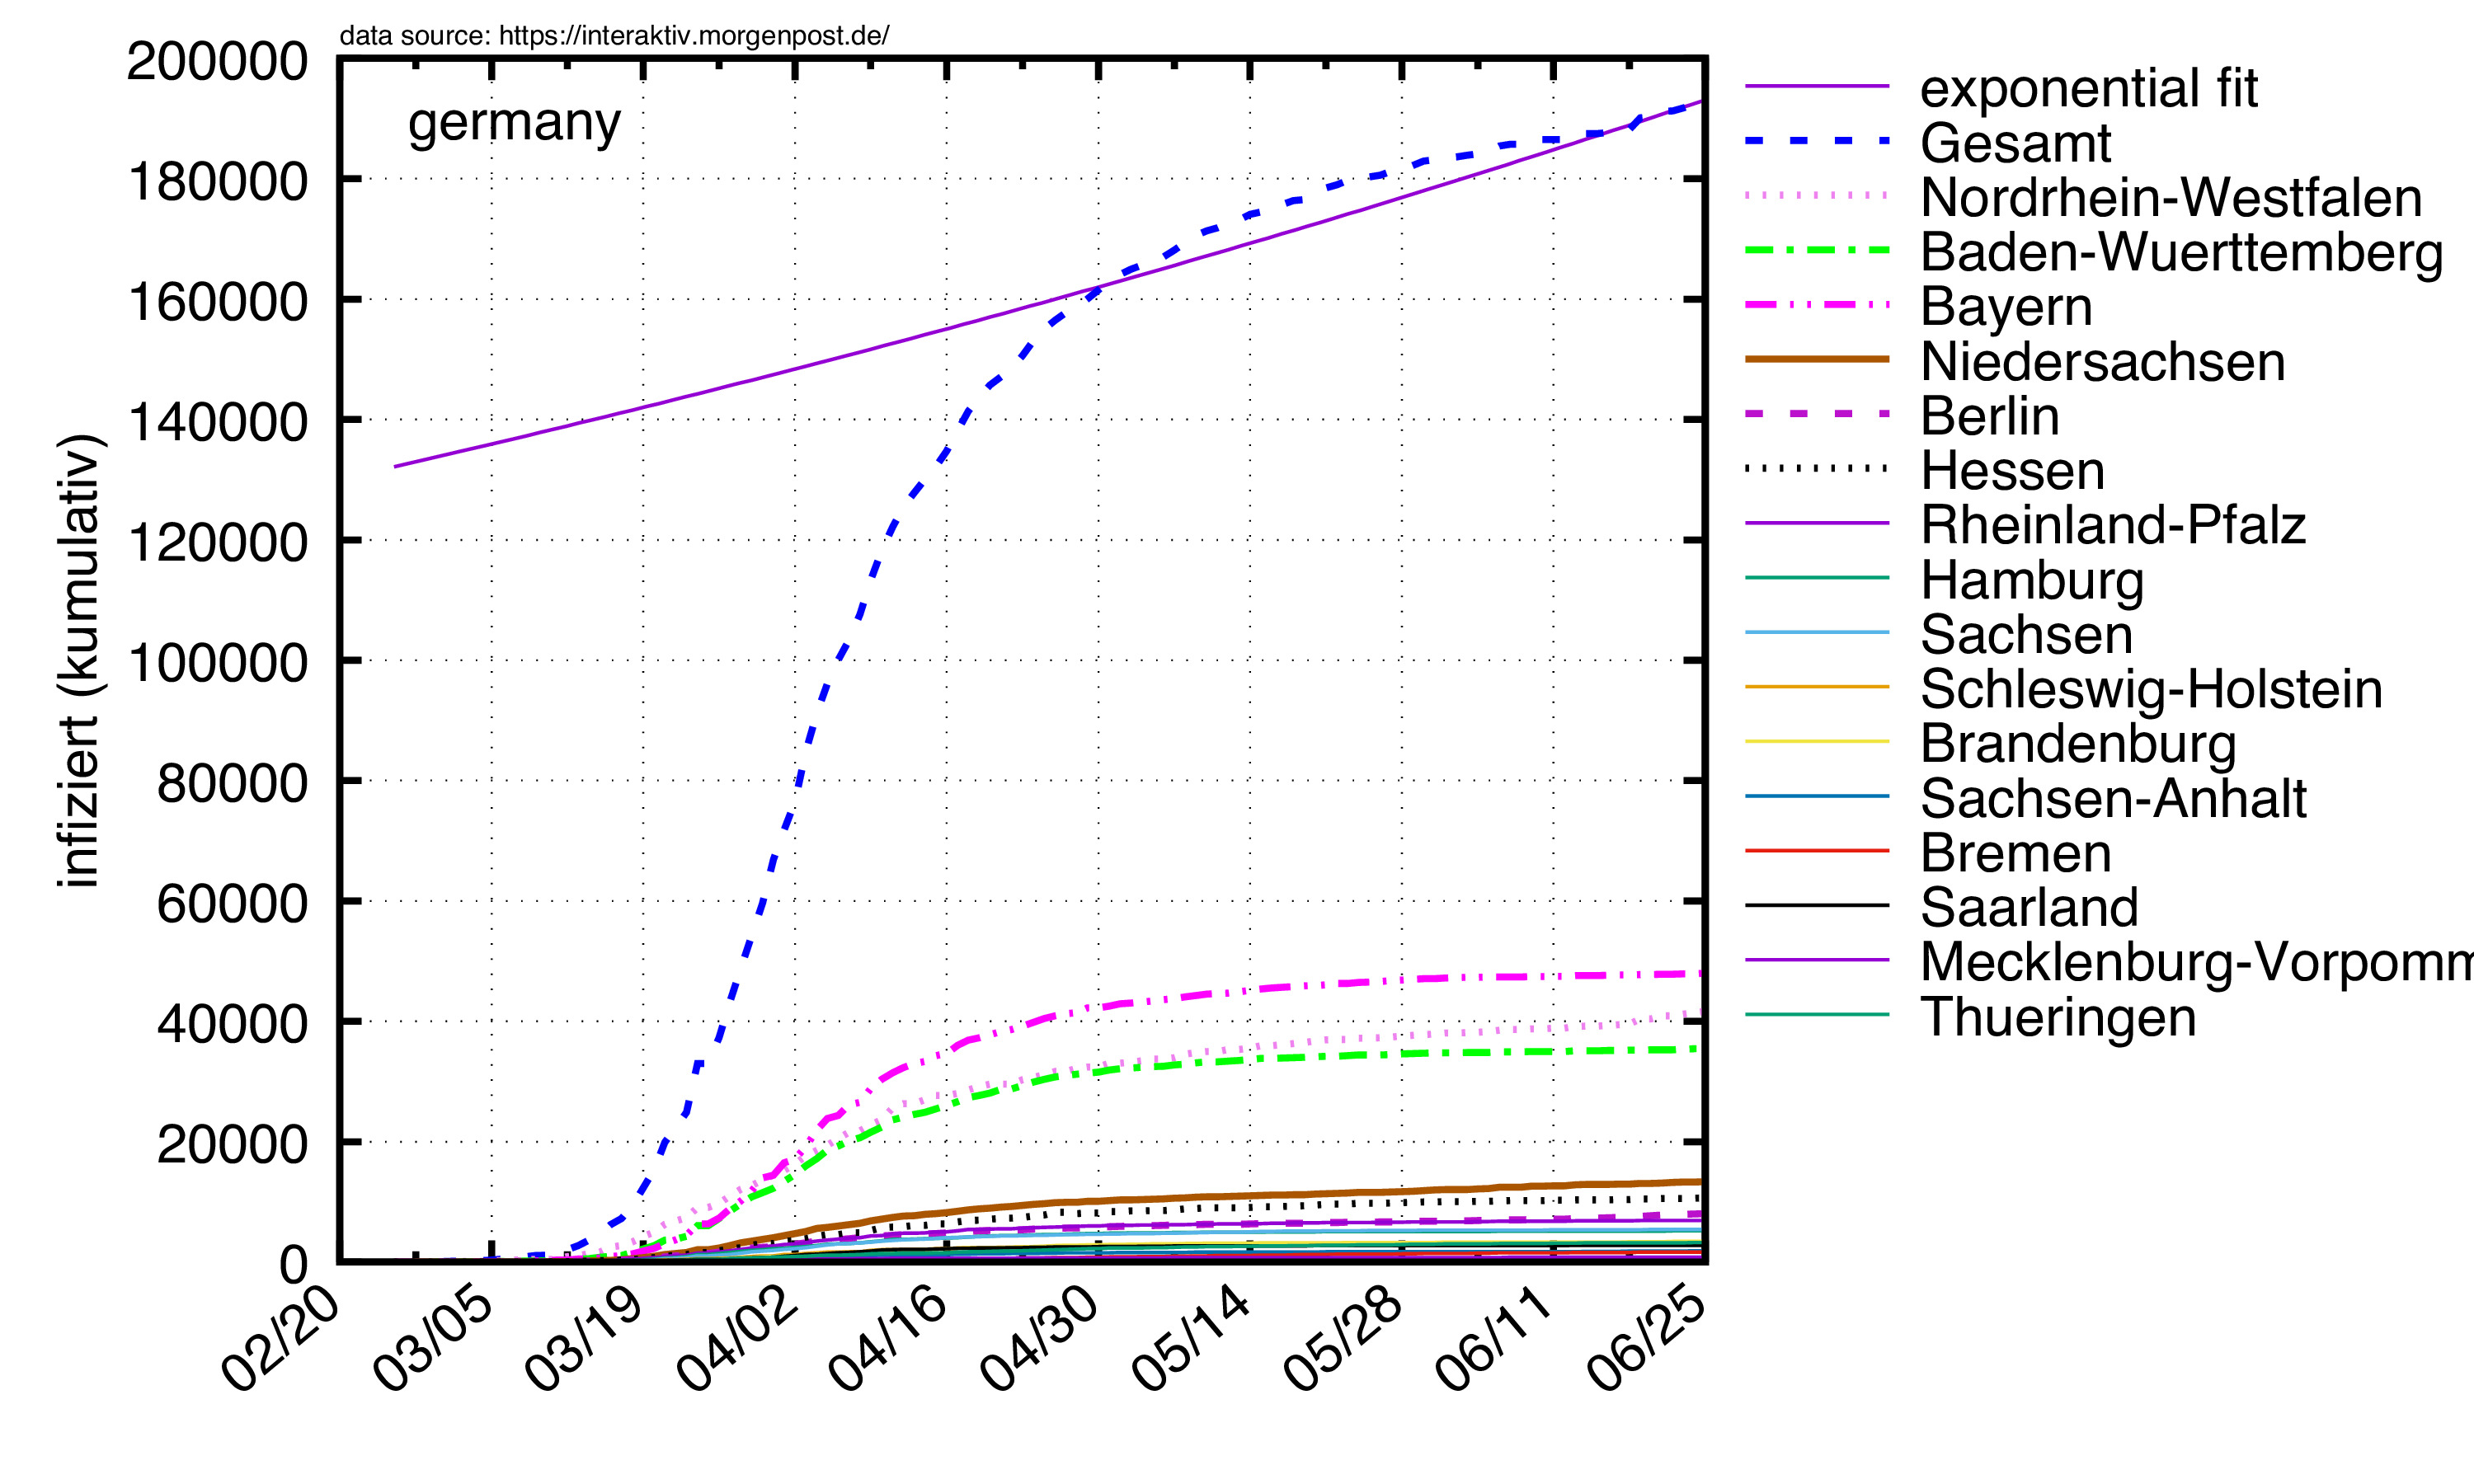 data source: https://interaktiv.morgenpost.de/
germany
infiziert (kumulativ)
200000
180000
160000
140000
120000
100000
80000
60000
40000
20000
0
02/20
03/05
03/19
04/02
04/16
04/30
05/14
05/28
06/11
06/25
exponential fit
Gesamt
Nordrhein-Westfalen
Baden-Wuerttemberg
Bayern
Niedersachsen
Berlin
Hessen
Rheinland-Pfalz
Hamburg
Sachsen
Schleswig-Holstein
Brandenburg
Sachsen-Anhalt
Bremen
Saarland
Mecklenburg-Vorpomm
Thueringen